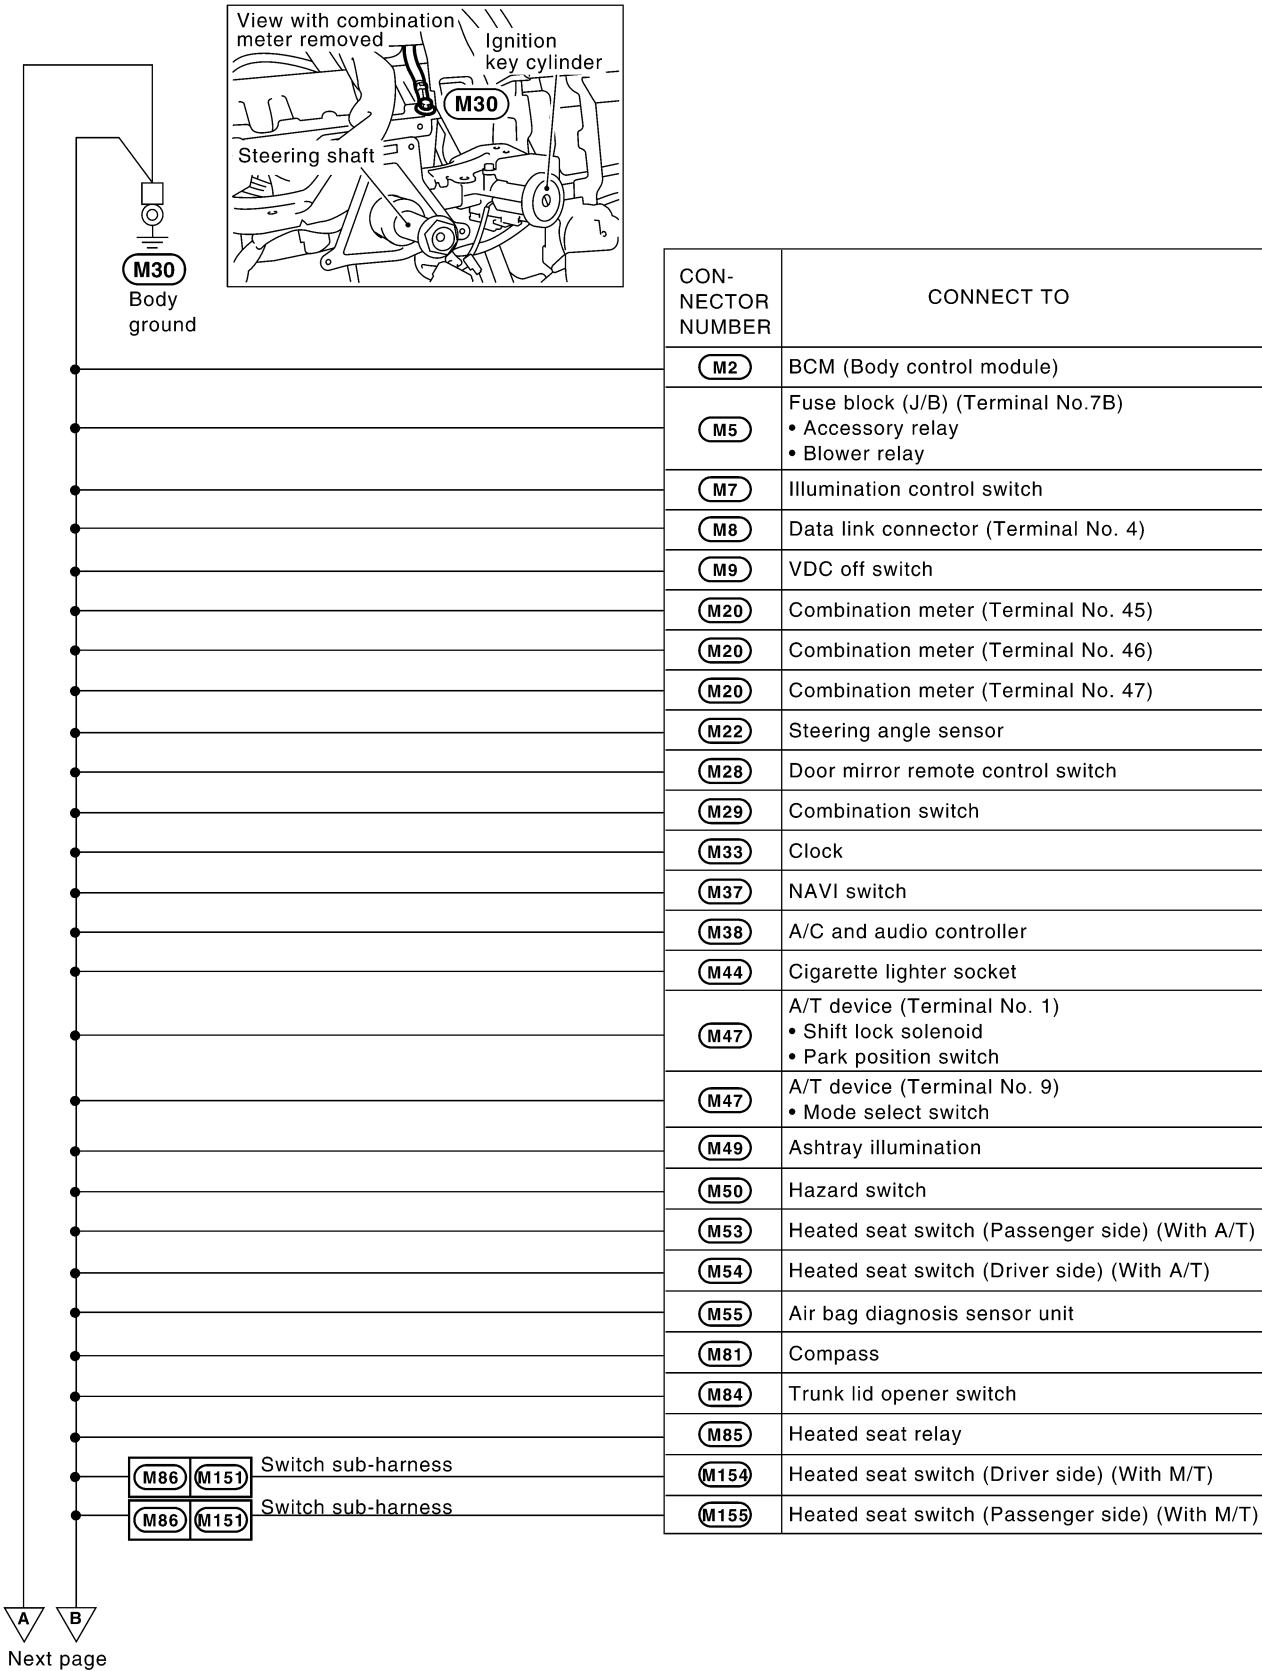 View with combination
meter removed
Ignition
key cylinder
M30
Steering shaft
M30
Body
ground
CON-
NECTOR
NUMBER
CONNECT TO
M2 BCM (Body control module)
M5 Fuse block (J/B) (Terminal No.7B)
• Accessory relay
• Blower relay
M7 Illumination control switch
M8 Data link connector (Terminal No. 4)
M9 VDC off switch
M20 Combination meter (Terminal No. 45)
M20 Combination meter (Terminal No. 46)
M20 Combination meter (Terminal No. 47)
M22 Steering angle sensor
M28 Door mirror remote control switch
M29 Combination switch
M33 Clock
M37 NAVI switch
M38 A/C and audio controller
M44 Cigarette lighter socket
M47 A/T device (Terminal No. 1)
• Shift lock solenoid
• Park position switch
M47 A/T device (Terminal No. 9)
• Mode select switch
M49 Ashtray illumination
M50 Hazard switch
M53 Heated seat switch (Passenger side) (With A/T)
M54 Heated seat switch (Driver side) (With A/T)
M55 Air bag diagnosis sensor unit
M81 Compass
M84 Trunk lid opener switch
M85 Heated seat relay
M86 M151 Switch sub-harness M154 Heated seat switch (Driver side) (With M/T)
M86 M151 Switch sub-harness M155 Heated seat switch (Passenger side) (With M/T)
A B
Next page